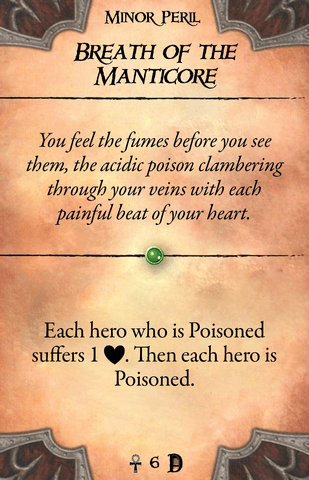 Minor Peril
Breath of the
Manticore
You feel the fumes before you see
them, the acidic poison clambering
through your veins with each
painful beat of your heart.
Each hero who is Poisoned
suffers 1 ♥. Then each hero is
Poisoned.
☥ 6 D